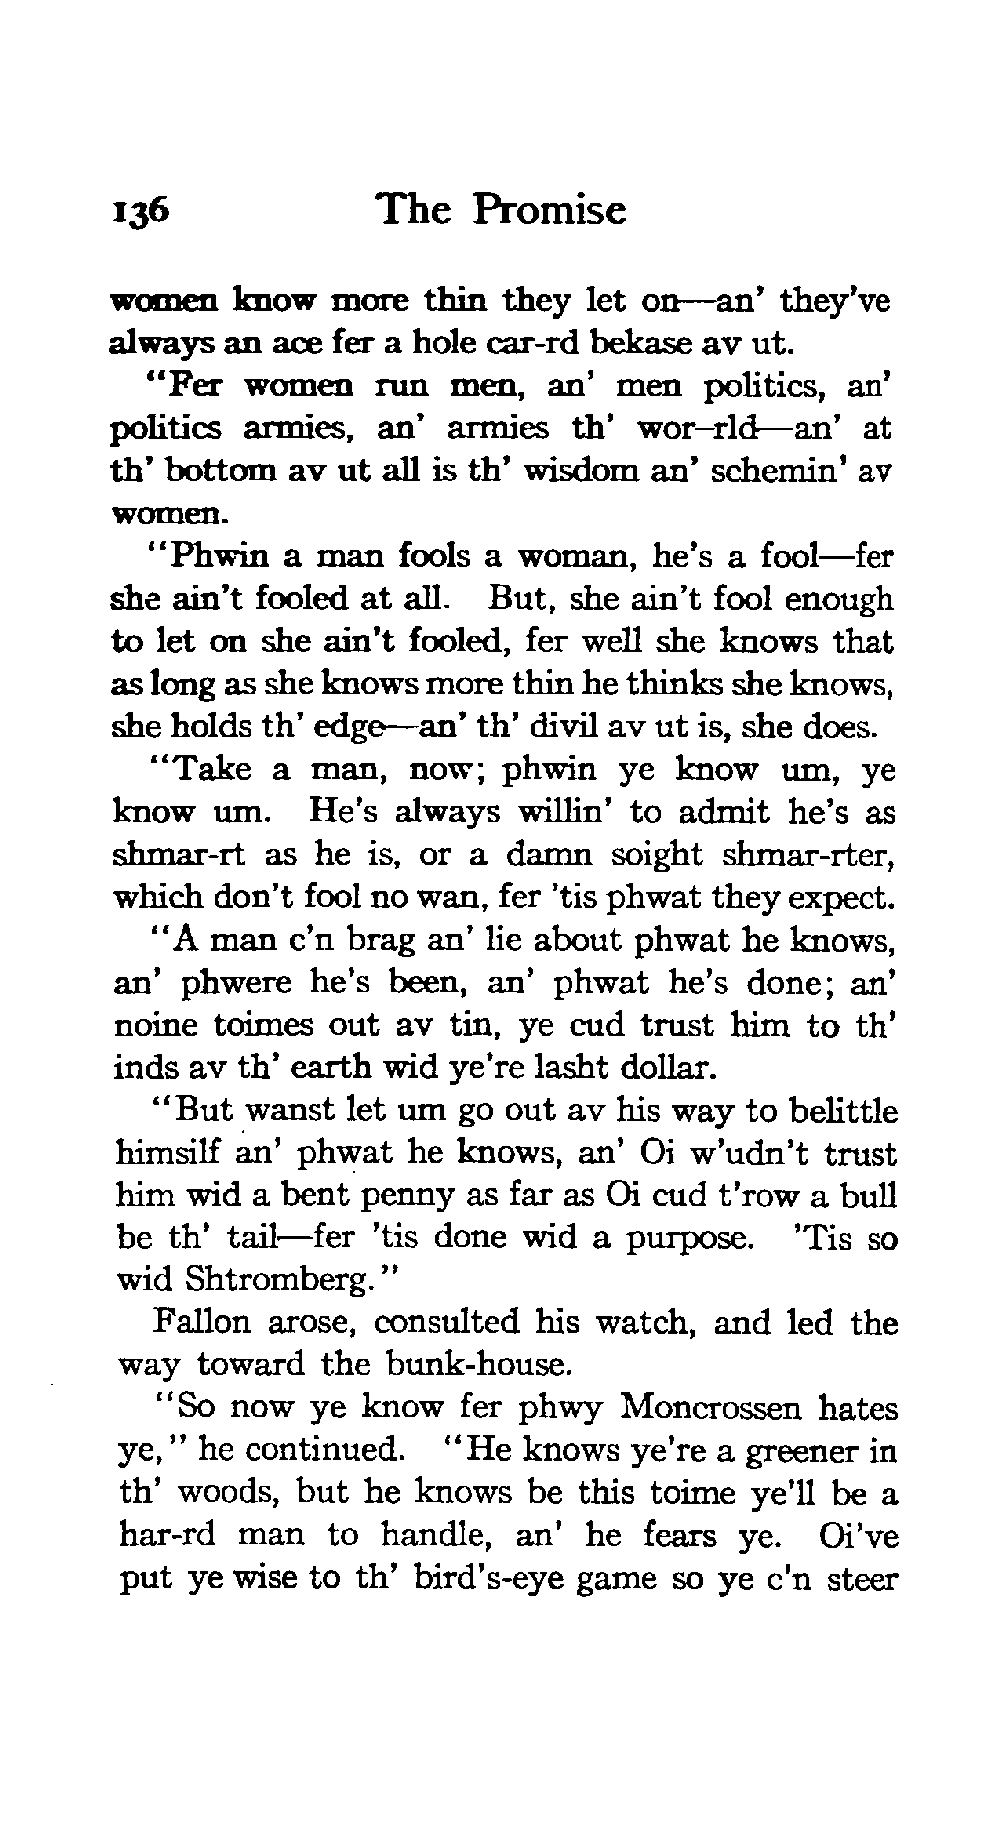 136 The Promise
women know more thin they let on—an' they've
always an ace fer a hole car-rd bekase av ut.
"Fer women run men, an' men politics, an'
politics armies, an' armies th' wor-rld—an' at
th' bottom av ut all is th' wisdom an' schemin' av
women.
"Phwin a man fools a woman, he's a fool—fer
she ain't fooled at all. But, she ain't fool enough
to let on she ain't fooled, fer well she knows that
as long as she knows more thin he thinks she knows,
she holds th' edge—an' th' divil av ut is, she does.
"Take a man, now; phwin ye know um, ye
know um. He's always willin' to admit he's as
shmar-rt as he is, or a damn soight shmar-rter,
which don't fool no wan, fer 'tis phwat they expect.
"A man c'n brag an' lie about phwat he knows,
an' phwere he's been, an' phwat he's done; an'
noine toimes out av tin, ye cud trust him to th'
inds av th' earth wid ye're lasht dollar.
"But wanst let um go out av his way to belittle
himsilf an' phwat he knows, an' Oi w'udn't trust
him wid a bent penny as far as Oi cud t'row a bull
be th' tail—fer 'tis done wid a purpose. 'Tis so
wid Shtromberg."
Fallon arose, consulted his watch, and led the
way toward the bunk-house.
"So now ye know fer phwy Moncrossen hates
ye," he continued. "He knows ye're a greener in
th' woods, but he knows be this toime ye'll be a
har-rd man to handle, an' he fears ye. Oi've
put ye wise to th' bird's-eye game so ye c'n steer